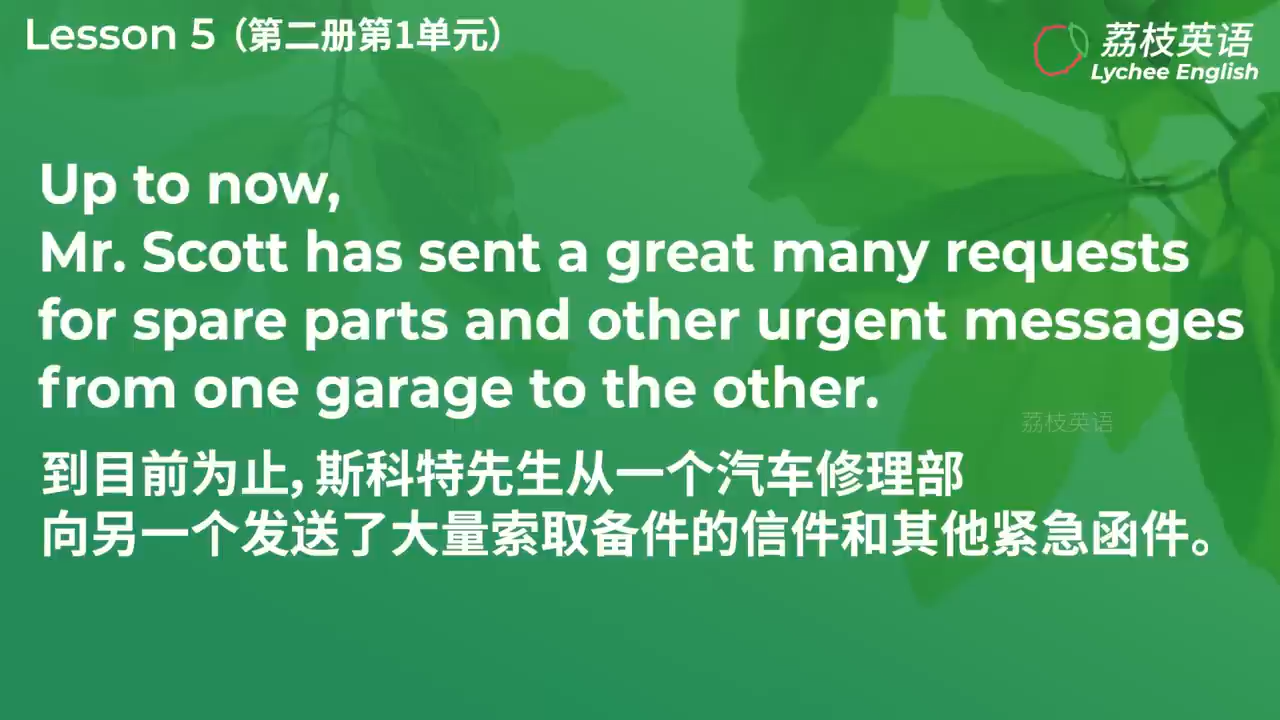 Lesson 5（第二册第1单元）
荔枝英语
Lychee English
Up to now,
Mr. Scott has sent a great many requests
for spare parts and other urgent messages
from one garage to the other.
荔枝英语
到目前为止, 斯科特先生从一个汽车修理部
向另一个发送了大量索取备件的信件和其他紧急函件。